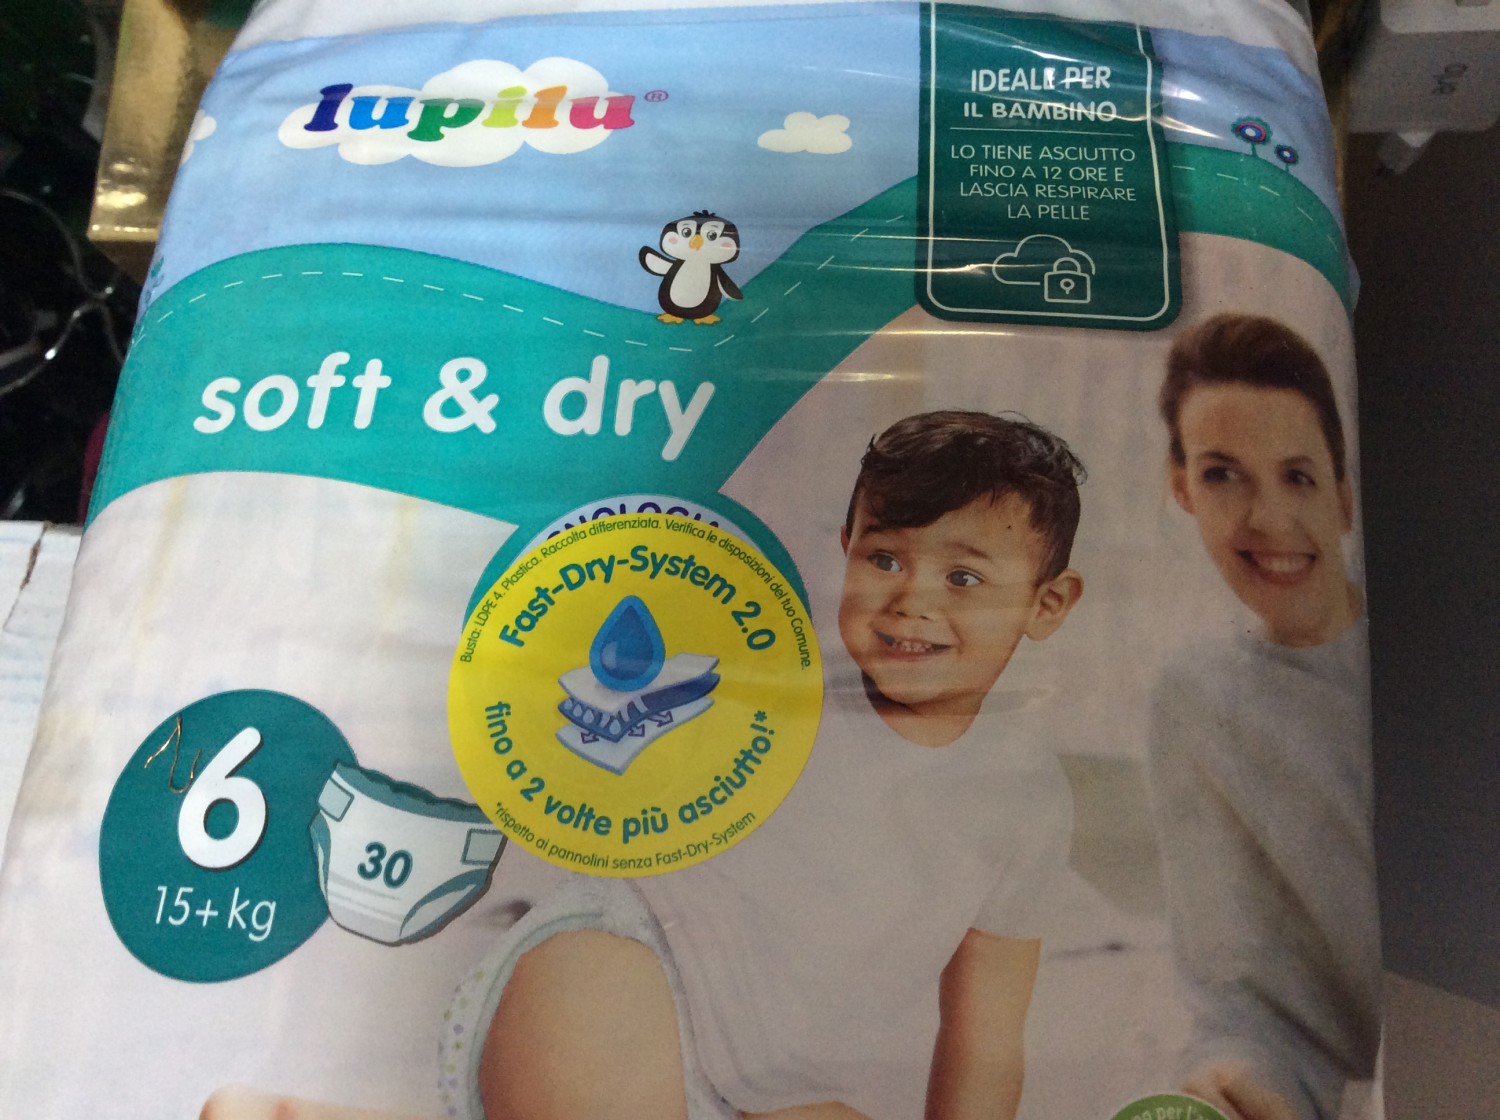 lupilu®
IDEALE PER
IL BAMBINO
LO TIENE ASCIUTTO
FINO A 12 ORE E
LASCIA RESPIRARE
LA PELLE
soft & dry
Busta: LDPE 4. Plastica. Raccolta differenziata. Verifica le disposizioni del tuo Comune.
Fast-Dry-System 2.0
fino a 2 volte più asciutto!*
*rispetto ai pannolini senza Fast-Dry-System
6
30
15+ kg